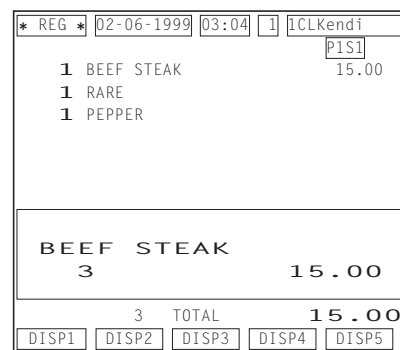 * REG * 02-06-1999 03:04 1 1CLKendi
P1S1
1 BEEF STEAK 15.00
1 RARE
1 PEPPER
BEEF STEAK
3 15.00
3 TOTAL 15.00
DISP1 DISP2 DISP3 DISP4 DISP5